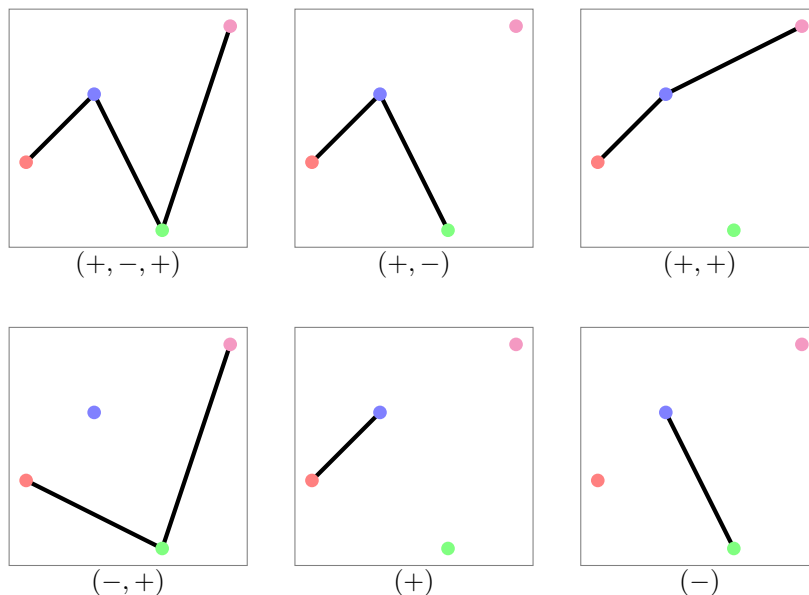 (+, −, +) (+, −) (+, +)
(−, +) (+) (−)